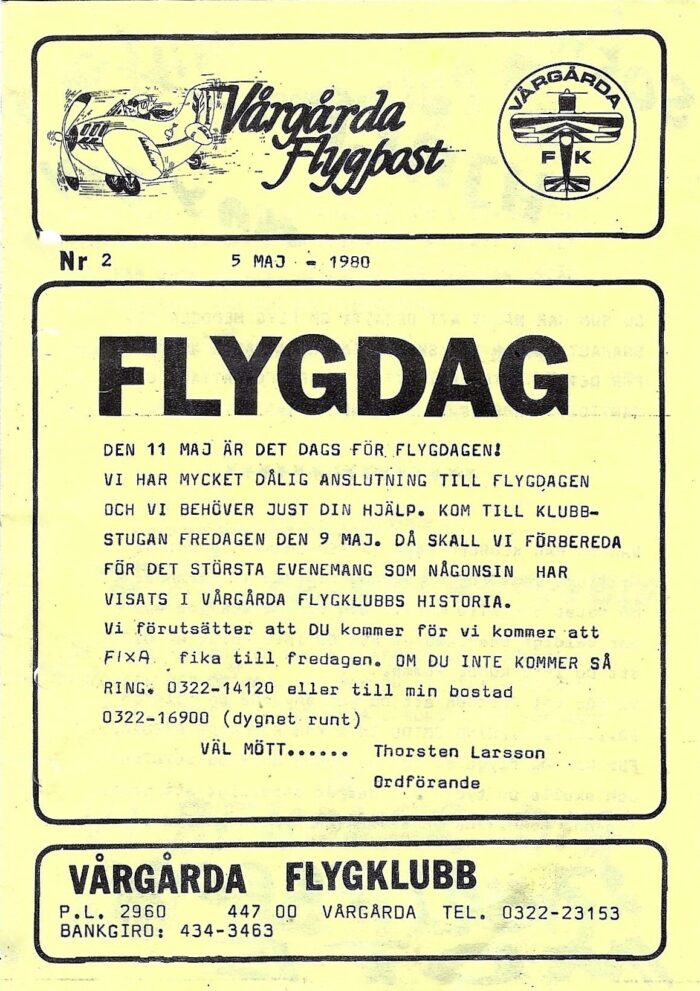 Vårgårda
Flygpost
VÅRGÅRDA
FK
Nr 2 5 MAJ - 1980
FLYGDAG
DEN 11 MAJ ÄR DET DAGS FÖR FLYGDAGEN!
VI HAR MYCKET DÅLIG ANSLUTNING TILL FLYGDAGEN
OCH VI BEHÖVER JUST DIN HJÄLP. KOM TILL KLUBB-
STUGAN FREDAGEN DEN 9 MAJ. DÅ SKALL VI FÖRBEREDA
FÖR DET STÖRSTA EVENEMANG SOM NÅGONSIN HAR
VISATS I VÅRGÅRDA FLYGKLUBBS HISTORIA.
Vi förutsätter att DU kommer för vi kommer att
FIXA fika till fredagen. OM DU INTE KOMMER SÅ
RING. 0322-14120 eller till min bostad
0322-16900 (dygnet runt)
VÄL MÖTT...... Thorsten Larsson
Ordförande
VÅRGÅRDA FLYGKLUBB
P.L. 2960 447 00 VÅRGÅRDA TEL. 0322-23153
BANKGIRO: 434-3463